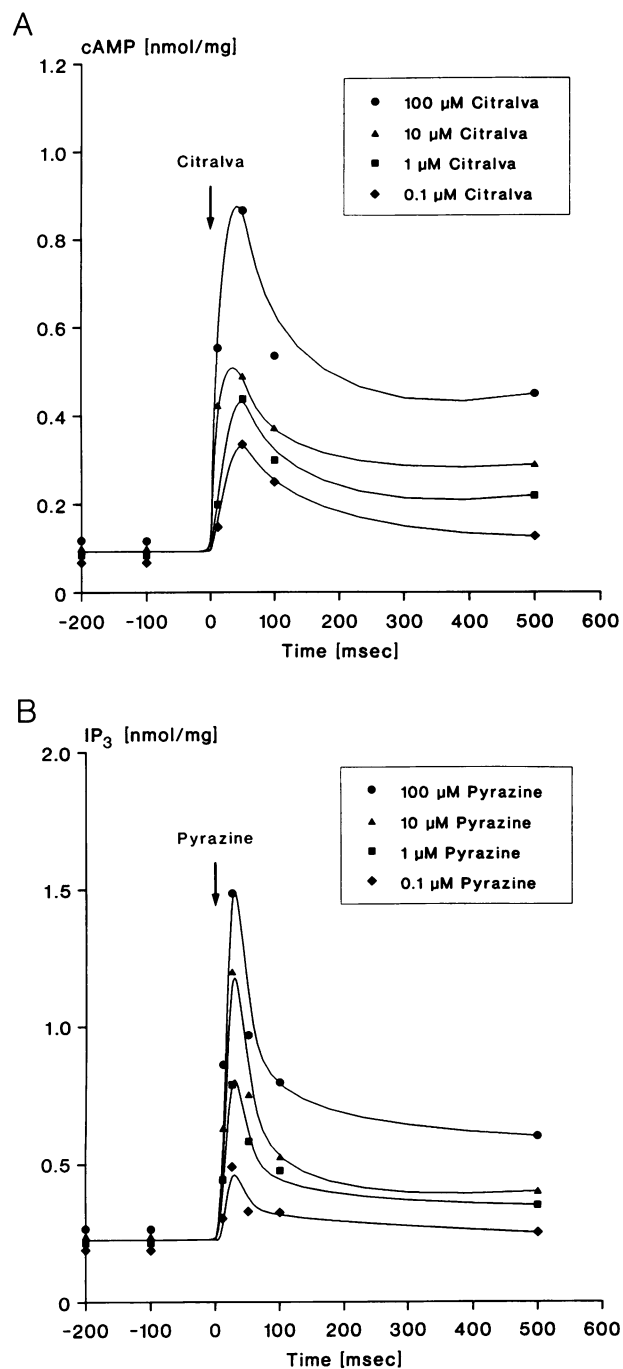 A
cAMP [nmol/mg]
1.2
1.0
0.8
0.6
0.4
0.2
0
Citralva
● 100 µM Citralva
▲ 10 µM Citralva
■ 1 µM Citralva
◆ 0.1 µM Citralva
-200 -100 0 100 200 300 400 500 600
Time [msec]
B
IP₃ [nmol/mg]
2.0
1.5
1.0
0.5
0
Pyrazine
● 100 µM Pyrazine
▲ 10 µM Pyrazine
■ 1 µM Pyrazine
◆ 0.1 µM Pyrazine
-200 -100 0 100 200 300 400 500 600
Time [msec]